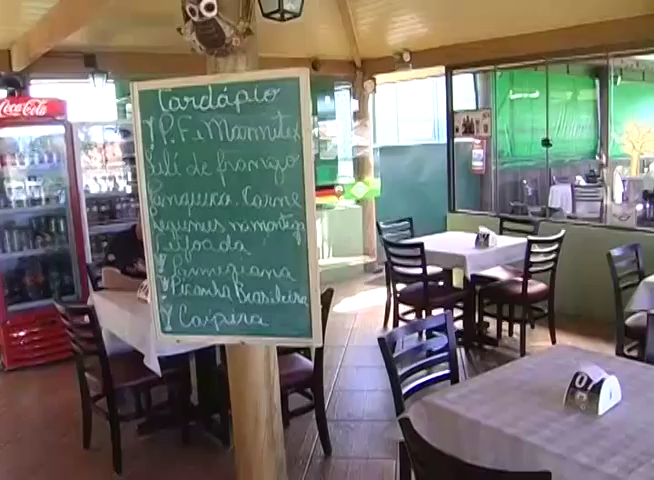 Coca-Cola
Cardápio
P.F. e Marmitex
Filé de frango
Panqueca. Carne
legumes na manteiga
Feijoada
Parmegiana
Picanha Brasileira
Caipira